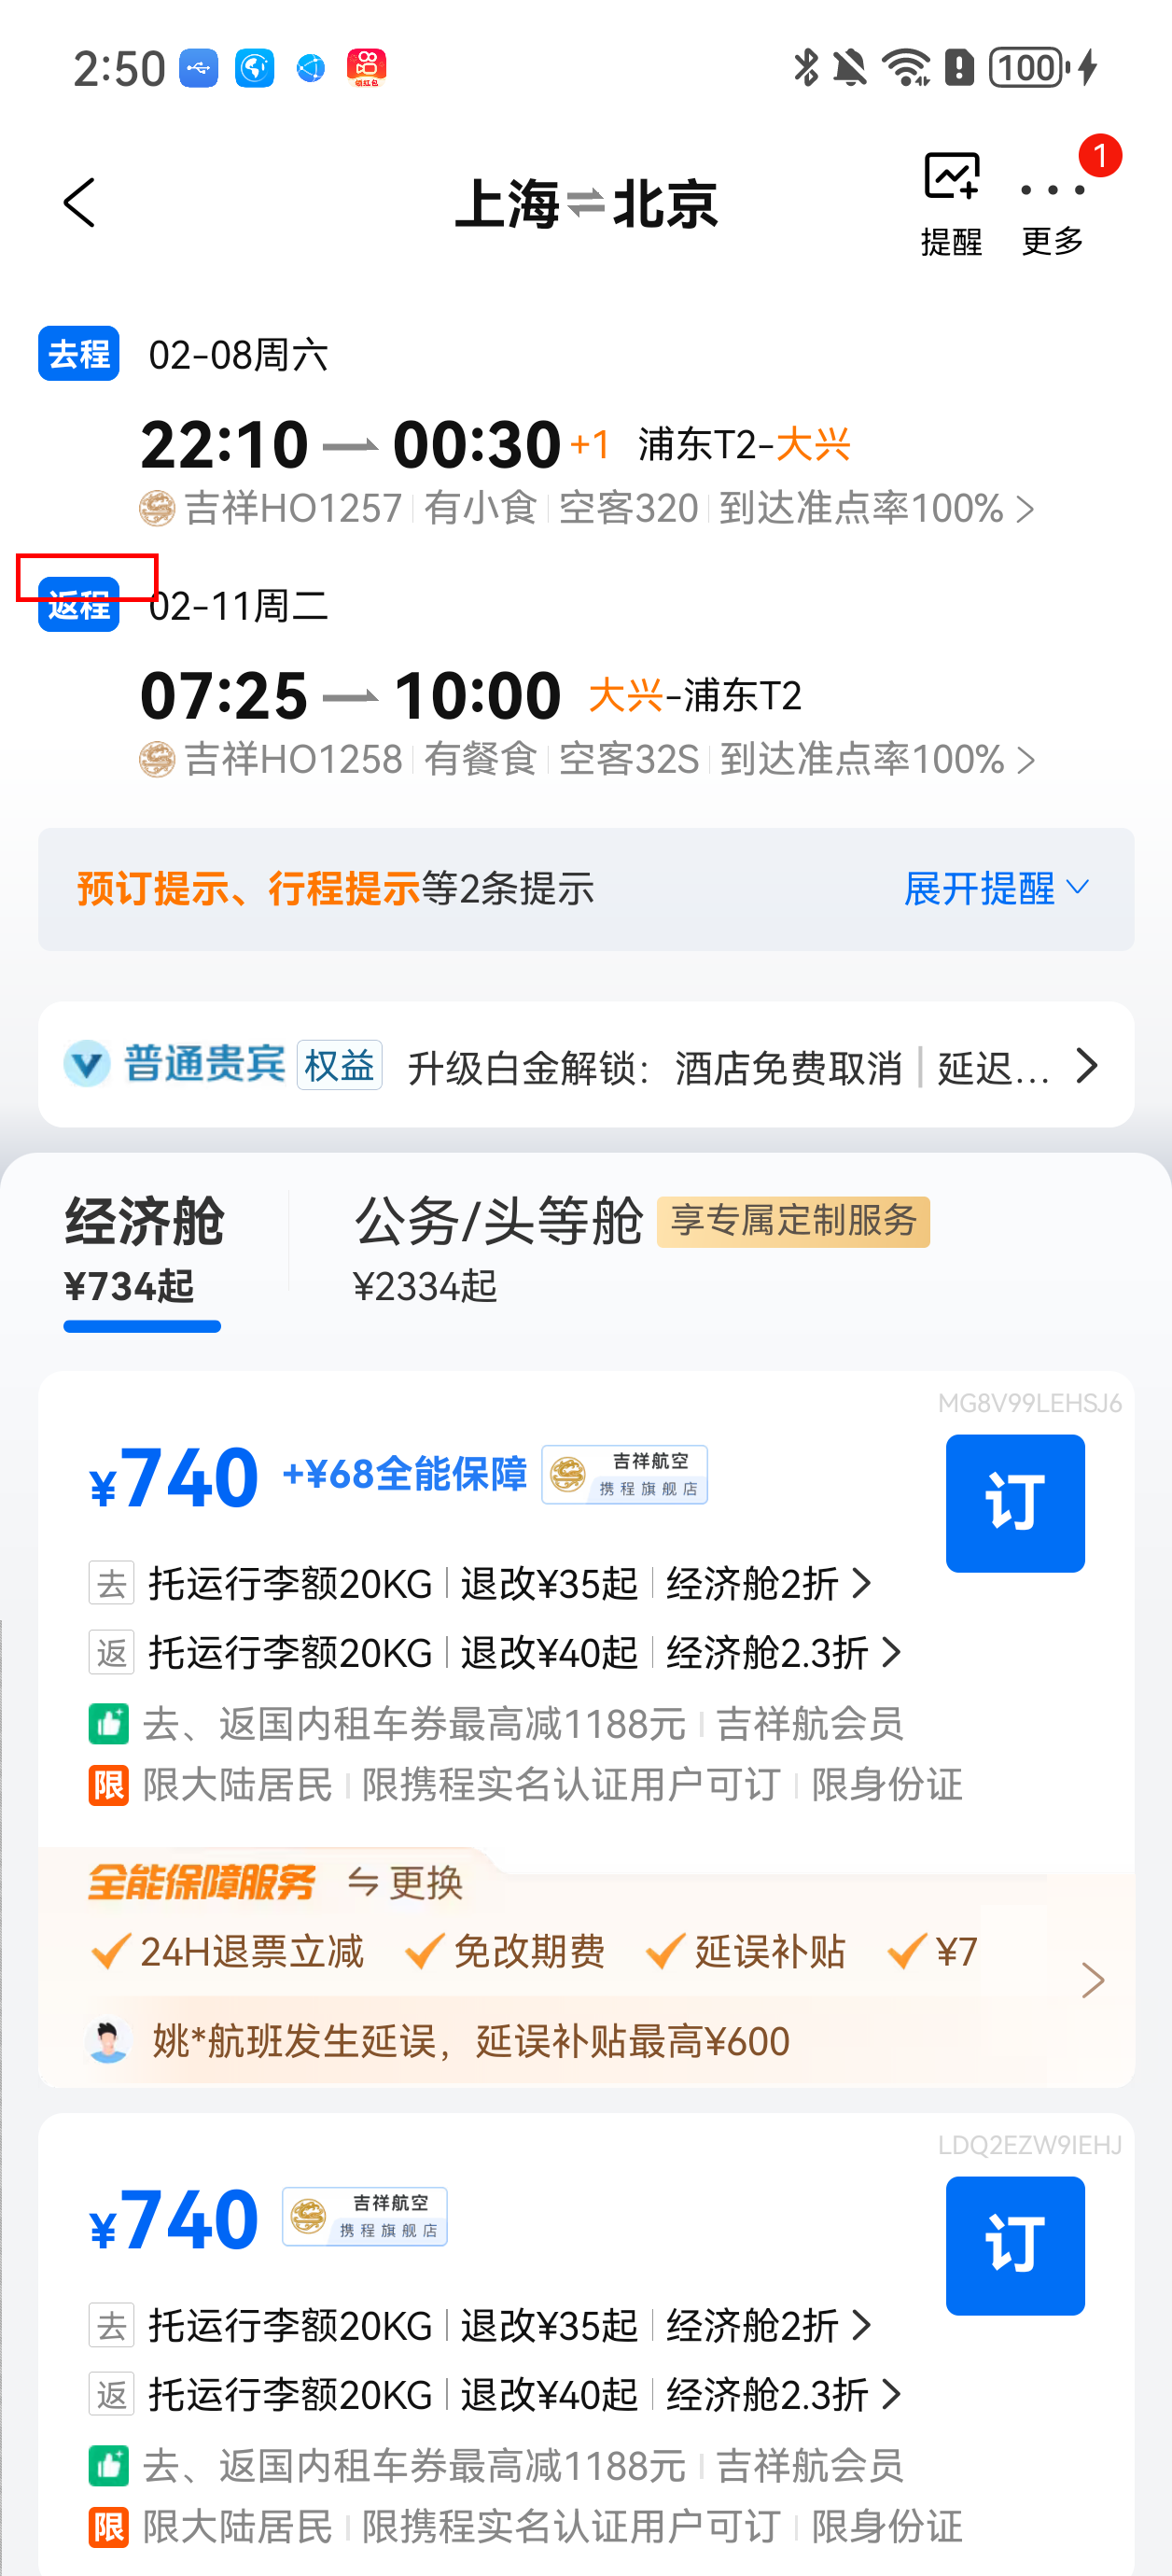 2:50
领红包
100
上海⇌北京
提醒
更多
1
去程 02-08周六
22:10 00:30 +1 浦东T2-大兴
吉祥HO1257 有小食 空客320 到达准点率100%
返程 02-11周二
07:25 10:00 大兴-浦东T2
吉祥HO1258 有餐食 空客32S 到达准点率100%
预订提示、行程提示等2条提示 展开提醒
普通贵宾 权益 升级白金解锁：酒店免费取消 | 延迟...
经济舱 公务/头等舱 享专属定制服务
¥734起 ¥2334起
MG8V99LEHSJ6
¥740 +¥68全能保障 吉祥航空 携程旗舰店
订
去 托运行李额20KG 退改¥35起 经济舱2折
返 托运行李额20KG 退改¥40起 经济舱2.3折
去、返国内租车券最高减1188元 吉祥航会员
限 限大陆居民 限携程实名认证用户可订 限身份证
全能保障服务 更换
24H退票立减 免改期费 延误补贴 ¥7
姚*航班发生延误，延误补贴最高¥600
LDQ2EZW9IEHJ
¥740 吉祥航空 携程旗舰店
订
去 托运行李额20KG 退改¥35起 经济舱2折
返 托运行李额20KG 退改¥40起 经济舱2.3折
去、返国内租车券最高减1188元 吉祥航会员
限 限大陆居民 限携程实名认证用户可订 限身份证